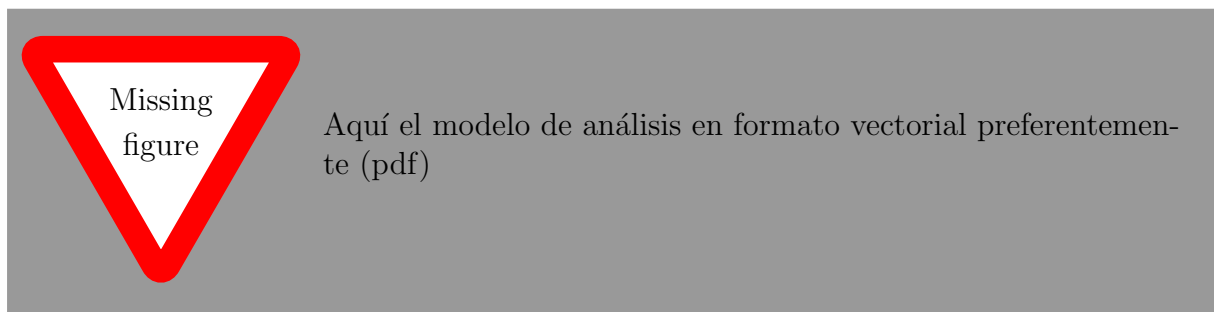 Missing
figure
Aquí el modelo de análisis en formato vectorial preferentemen-
te (pdf)